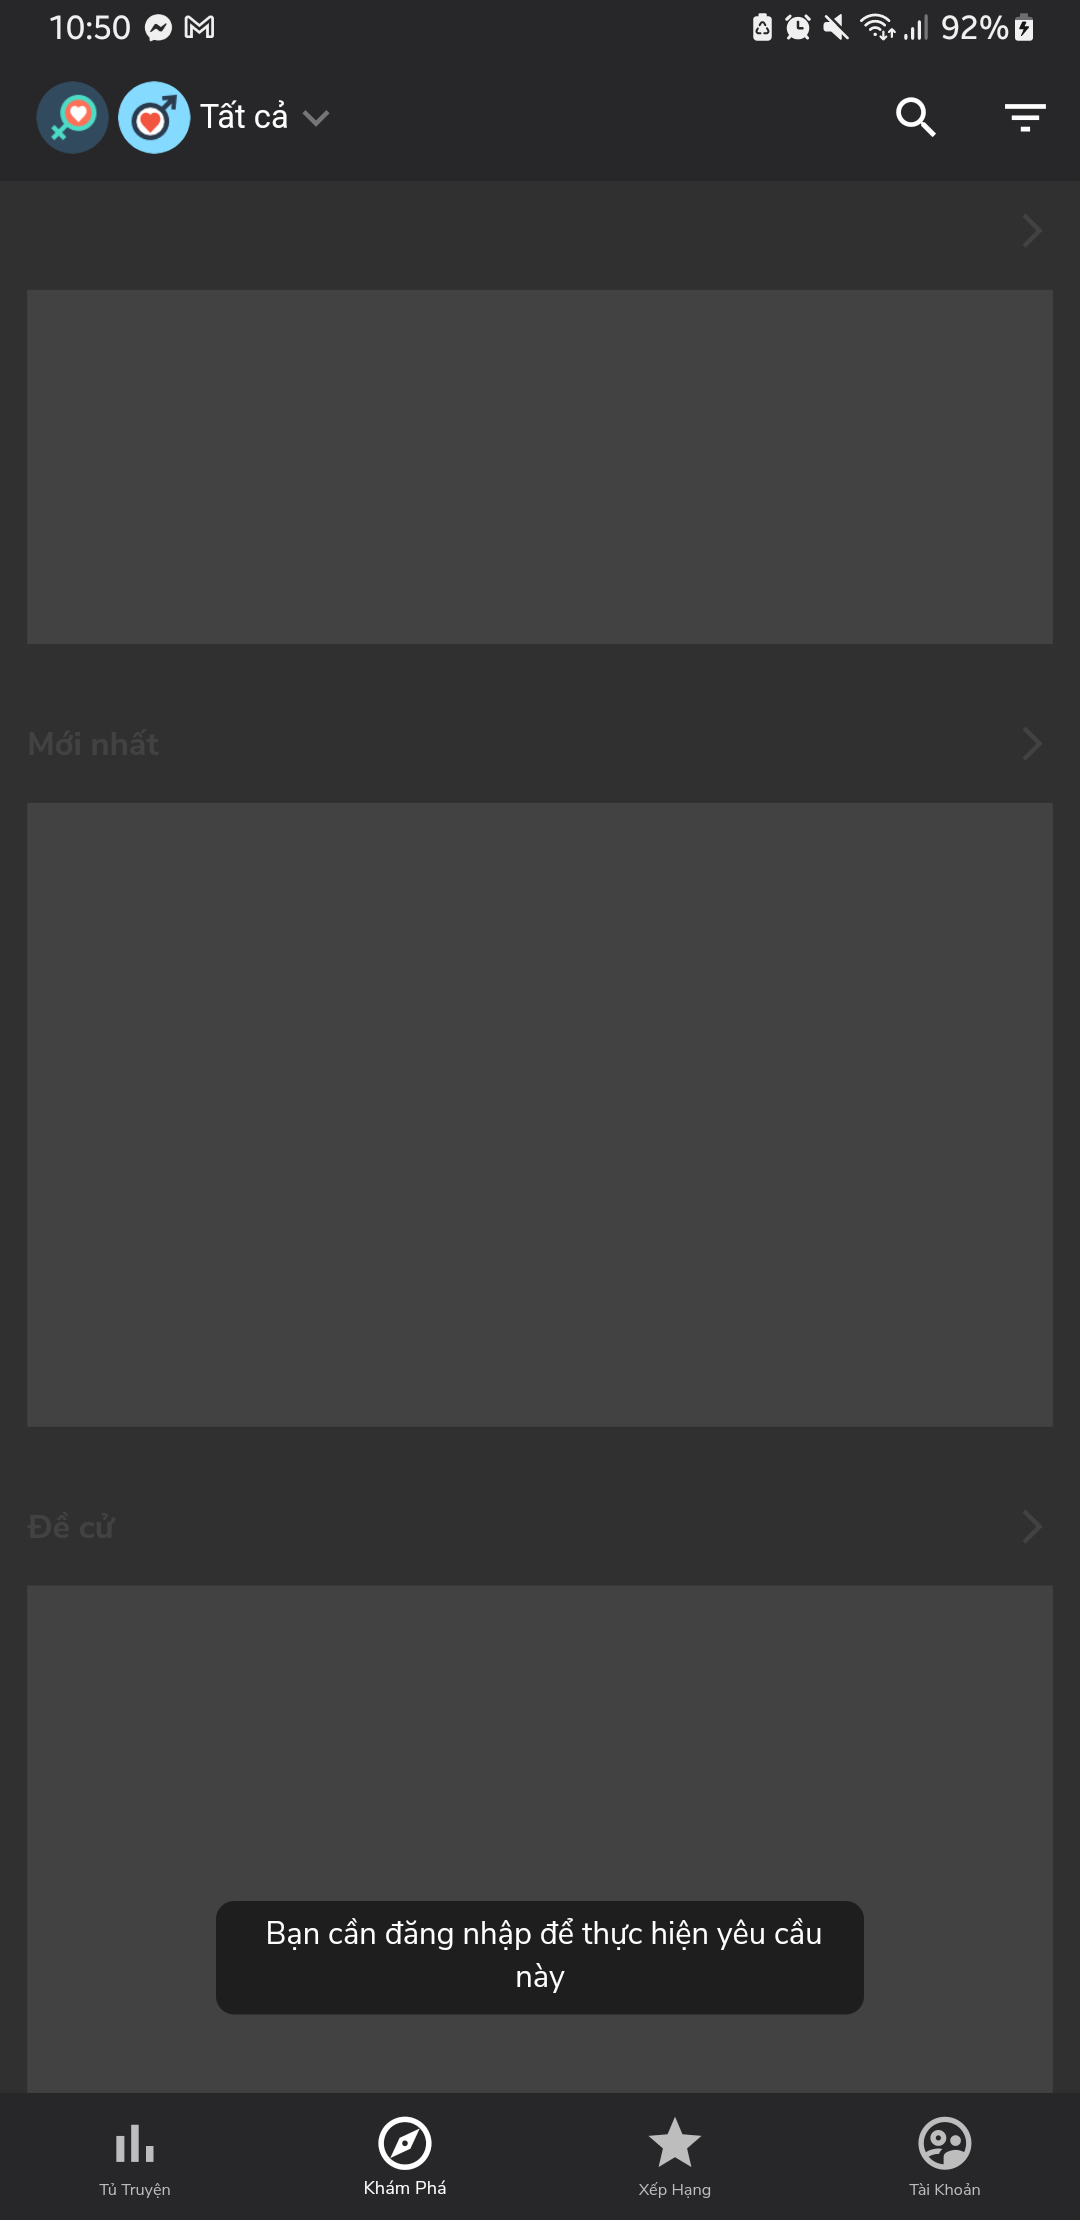 10:50
92%
Tất cả
Mới nhất
Đề cử
Bạn cần đăng nhập để thực hiện yêu cầu
này
Tủ Truyện
Khám Phá
Xếp Hạng
Tài Khoản